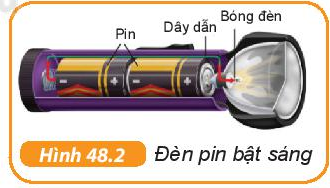 Bóng đèn
Dây dẫn
Pin
- + - +
Hình 48.2 Đèn pin bật sáng